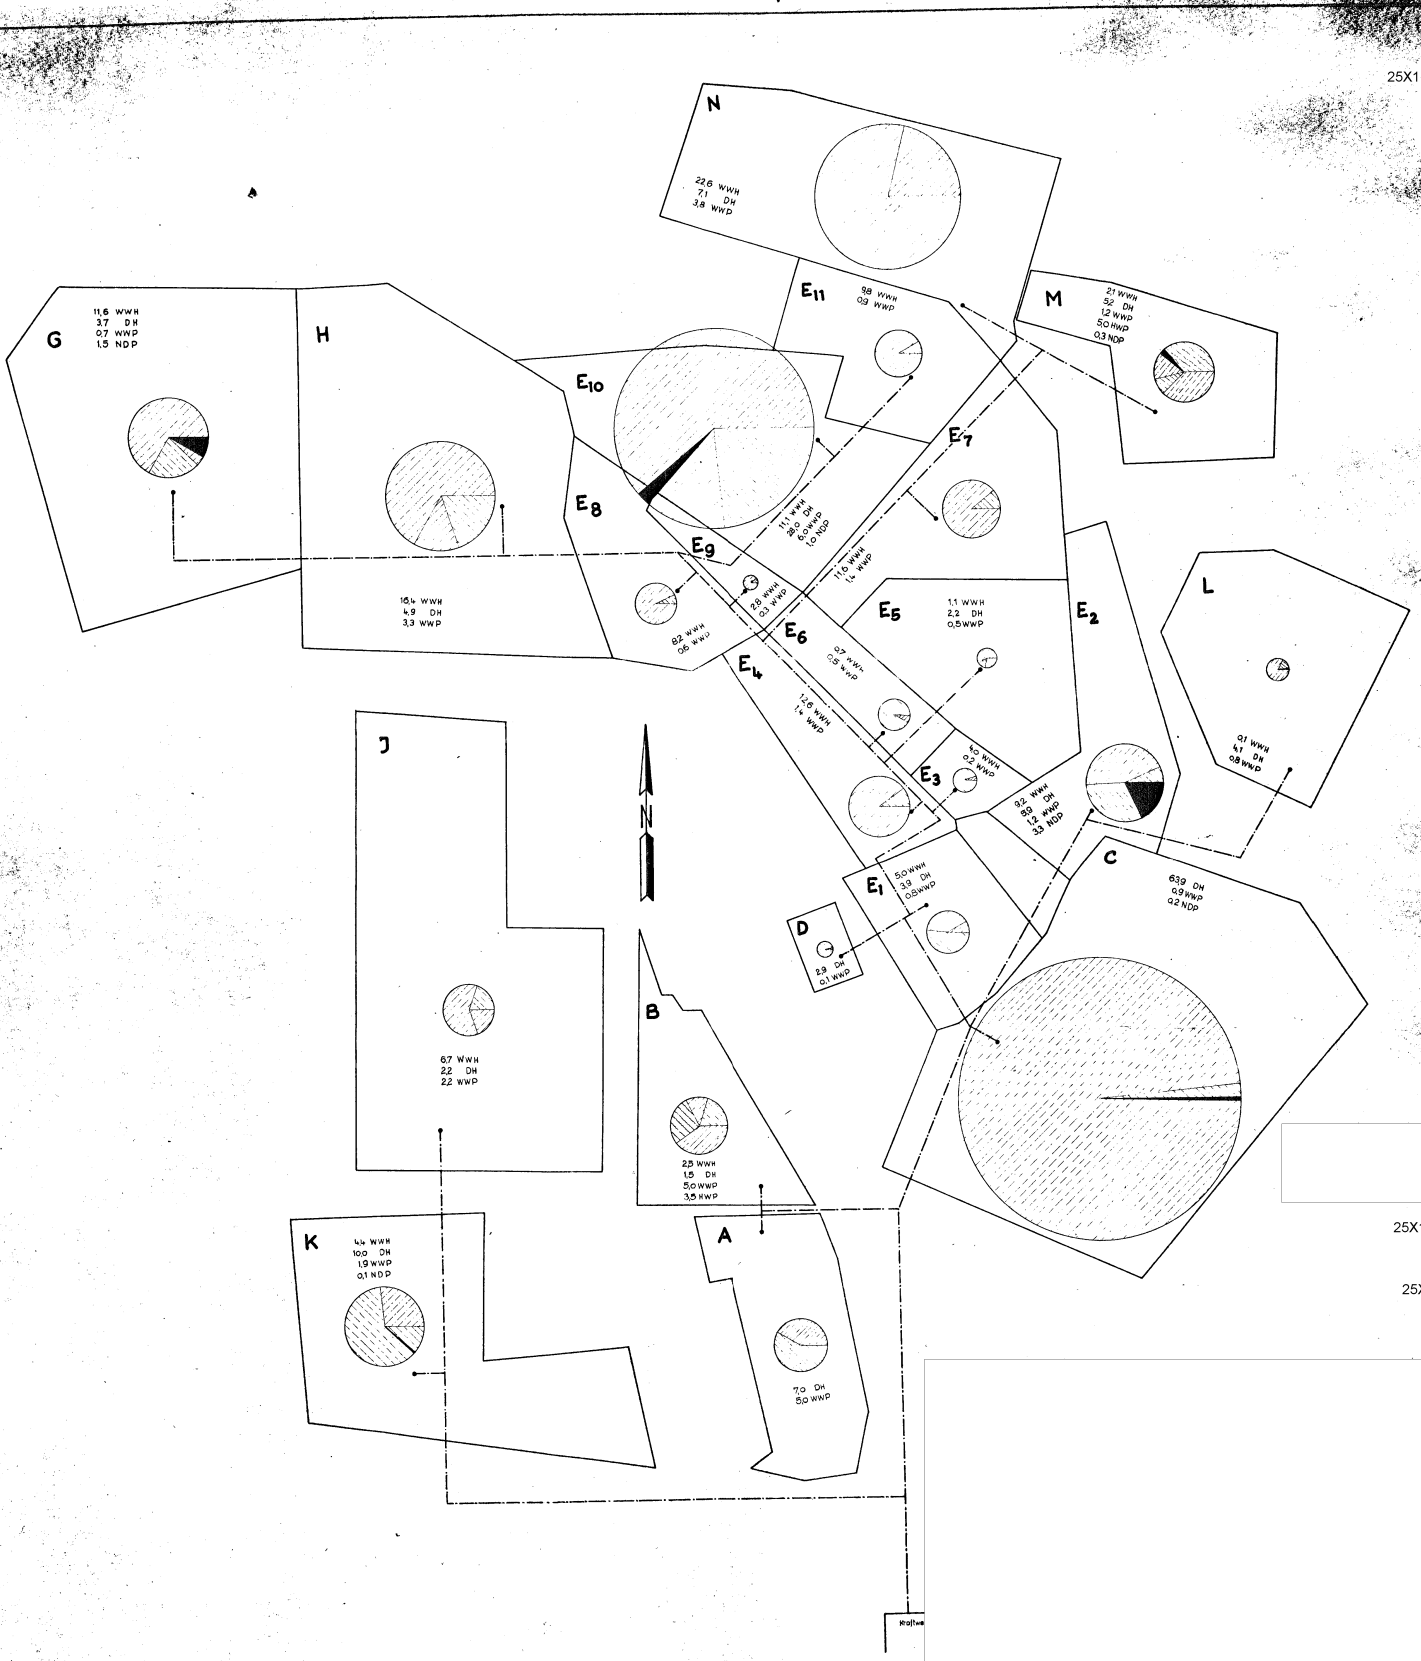 25X1
N
22,6 WWH
7,1 DH
3,8 WWP
E11
9,8 WWH
0,9 WWP
M
2,1 WWH
5,2 DH
1,2 WWP
5,0 HWP
0,3 NDP
G
11,6 WWH
3,7 DH
0,7 WWP
1,5 NDP
H
16,4 WWH
4,9 DH
3,3 WWP
E10
11,1 WWH
28,0 DH
6,0 WWP
1,0 NDP
E7
11,6 WWH
1,4 WWP
E8
8,2 WWH
0,6 WWP
E9
2,8 WWH
0,3 WWP
E6
0,7 WWH
0,5 WWP
E5
1,1 WWH
2,2 DH
0,5 WWP
E2
9,2 WWH
8,9 DH
1,2 WWP
3,3 NDP
L
0,1 WWH
4,1 DH
0,8 WWP
E4
12,6 WWH
1,4 WWP
E3
4,0 WWH
0,2 WWP
J
6,7 WWH
2,2 DH
2,2 WWP
N
E1
5,0 WWH
3,9 DH
0,8 WWP
C
63,9 DH
0,9 WWP
0,2 NDP
D
2,9 DH
0,1 WWP
B
2,5 WWH
1,5 DH
5,0 WWP
3,5 HWP
K
4,4 WWH
10,0 DH
1,9 WWP
0,1 NDP
A
7,0 DH
5,0 WWP
25X1
25X
Kraftwe